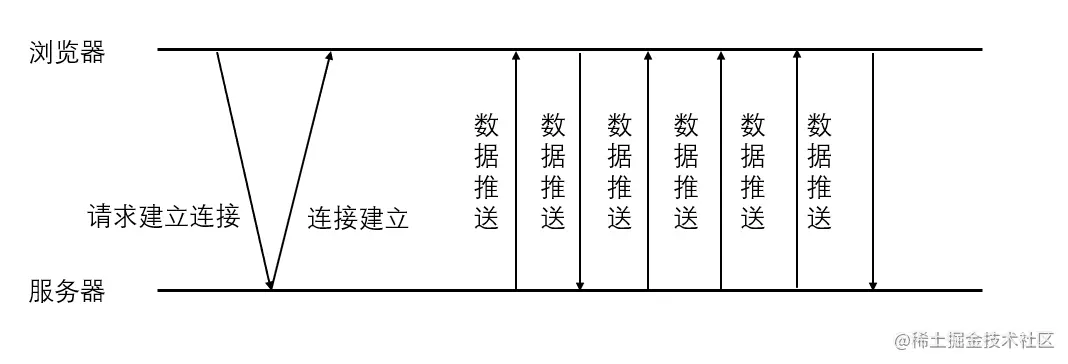 浏览器
请求建立连接
连接建立
数据推送
数据推送
数据推送
数据推送
数据推送
数据推送
服务器
@稀土掘金技术社区